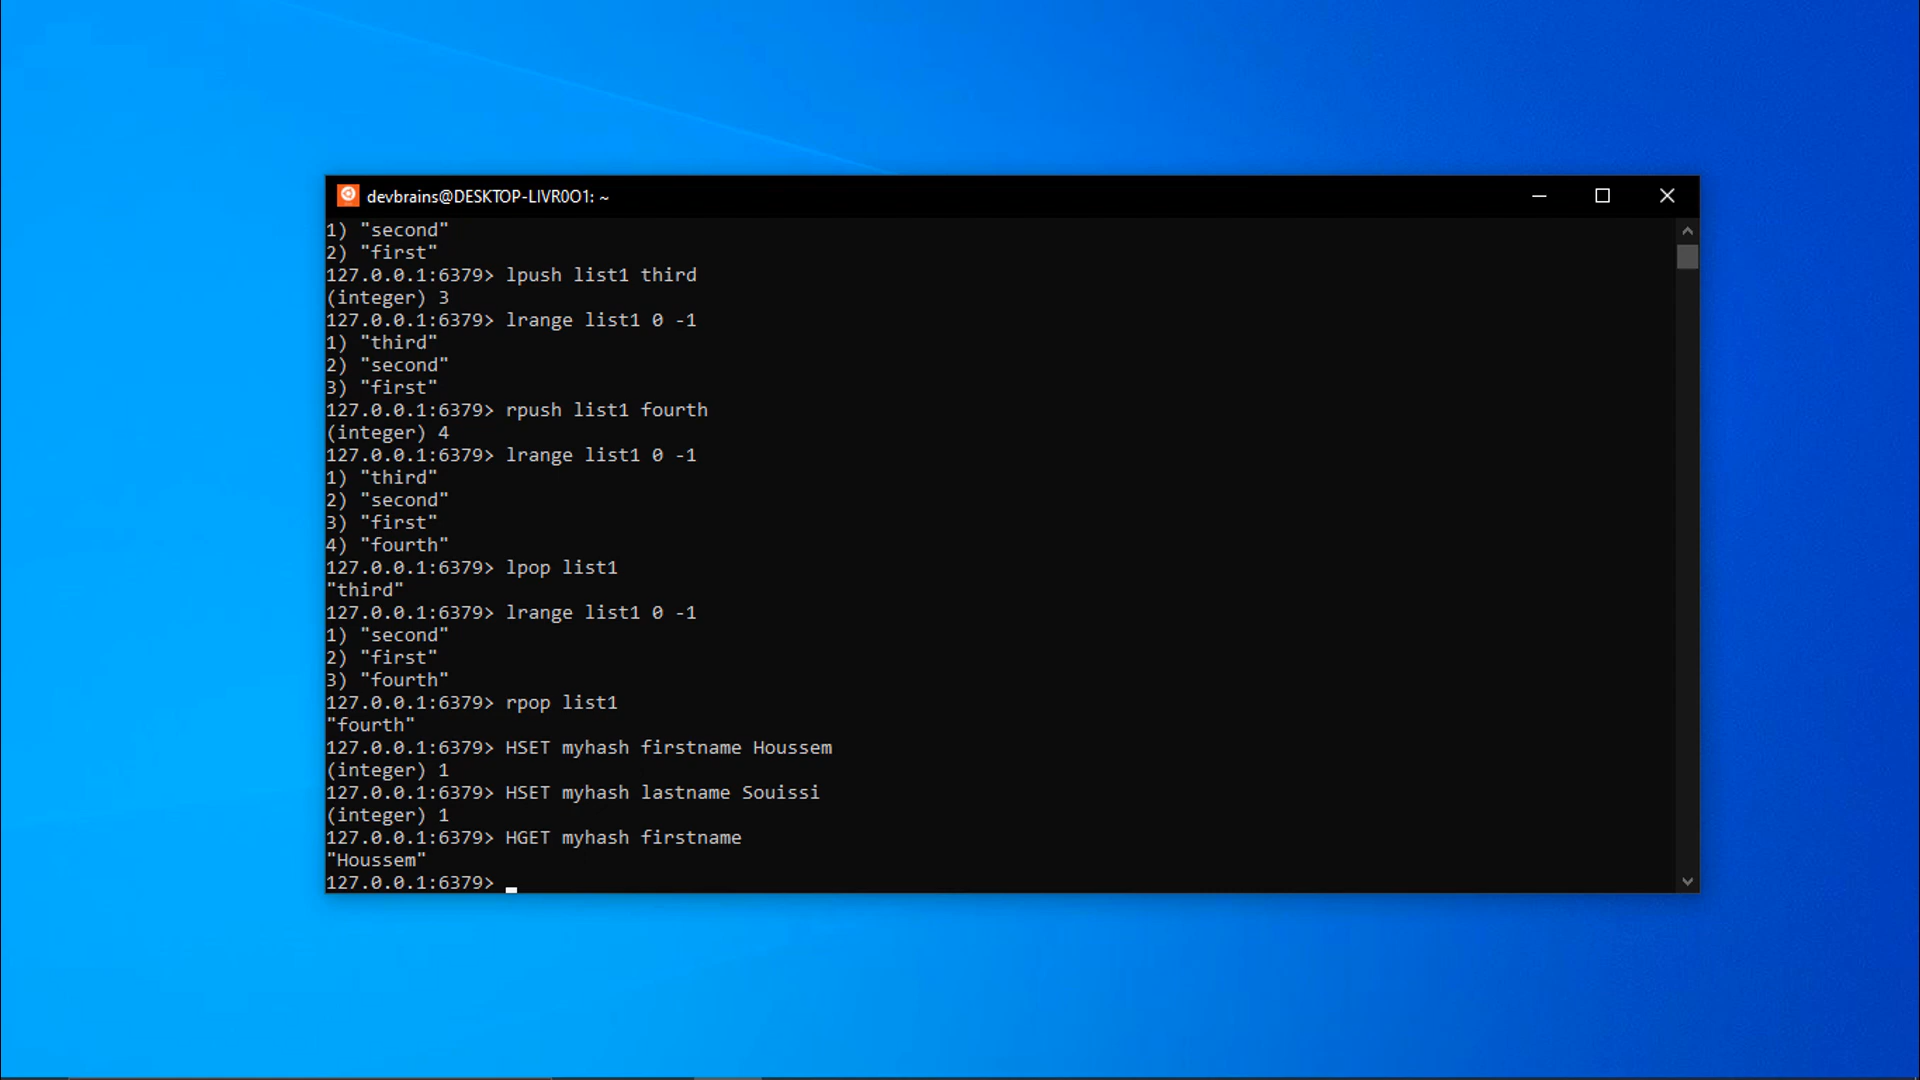 devbrains@DESKTOP-LIVR0O1: ~
1) "second"
2) "first"
127.0.0.1:6379> lpush list1 third
(integer) 3
127.0.0.1:6379> lrange list1 0 -1
1) "third"
2) "second"
3) "first"
127.0.0.1:6379> rpush list1 fourth
(integer) 4
127.0.0.1:6379> lrange list1 0 -1
1) "third"
2) "second"
3) "first"
4) "fourth"
127.0.0.1:6379> lpop list1
"third"
127.0.0.1:6379> lrange list1 0 -1
1) "second"
2) "first"
3) "fourth"
127.0.0.1:6379> rpop list1
"fourth"
127.0.0.1:6379> HSET myhash firstname Houssem
(integer) 1
127.0.0.1:6379> HSET myhash lastname Souissi
(integer) 1
127.0.0.1:6379> HGET myhash firstname
"Houssem"
127.0.0.1:6379>